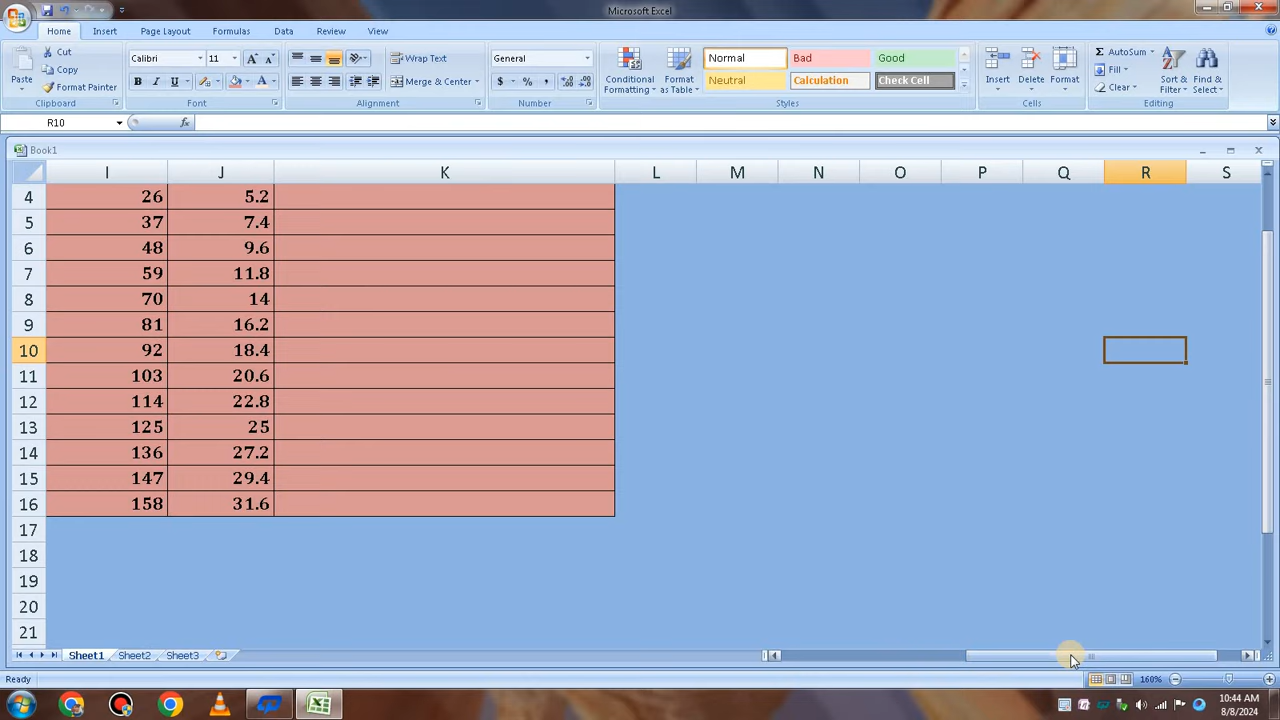 Microsoft Excel
Home Insert Page Layout Formulas Data Review View
Paste Cut Copy Format Painter Clipboard
Calibri 11 A A B I U A Font
Wrap Text Merge & Center Alignment
General $ % , .0 .00 .00 .0 Number
Conditional Formatting Format as Table Normal Bad Good Neutral Calculation Check Cell Styles
Insert Delete Format Cells
Σ AutoSum Fill Clear Sort & Filter Find & Select Editing
R10 fx
Book1
I J K L M N O P Q R S
4 26 5.2
5 37 7.4
6 48 9.6
7 59 11.8
8 70 14
9 81 16.2
10 92 18.4
11 103 20.6
12 114 22.8
13 125 25
14 136 27.2
15 147 29.4
16 158 31.6
17
18
19
20
21
Sheet1 Sheet2 Sheet3
Ready 160%
10:44 AM
8/8/2024